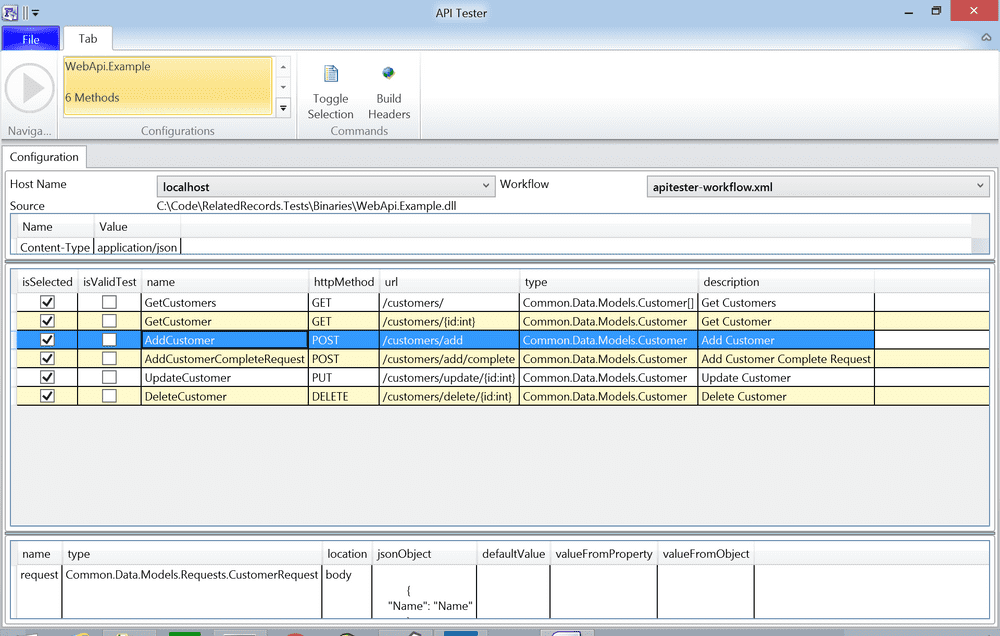 API Tester
File Tab
WebApi.Example
6 Methods
Toggle Selection
Build Headers
Naviga... Configurations Commands
Configuration
Host Name localhost Workflow apitester-workflow.xml
Source C:\Code\RelatedRecords.Tests\Binaries\WebApi.Example.dll
Name Value
Content-Type application/json
isSelected isValidTest name httpMethod url type description
GetCustomers GET /customers/ Common.Data.Models.Customer[] Get Customers
GetCustomer GET /customers/{id:int} Common.Data.Models.Customer Get Customer
AddCustomer POST /customers/add Common.Data.Models.Customer Add Customer
AddCustomerCompleteRequest POST /customers/add/complete Common.Data.Models.Customer Add Customer Complete Request
UpdateCustomer PUT /customers/update/{id:int} Common.Data.Models.Customer Update Customer
DeleteCustomer DELETE /customers/delete/{id:int} Common.Data.Models.Customer Delete Customer
name type location jsonObject defaultValue valueFromProperty valueFromObject
request Common.Data.Models.Requests.CustomerRequest body
{
"Name": "Name"